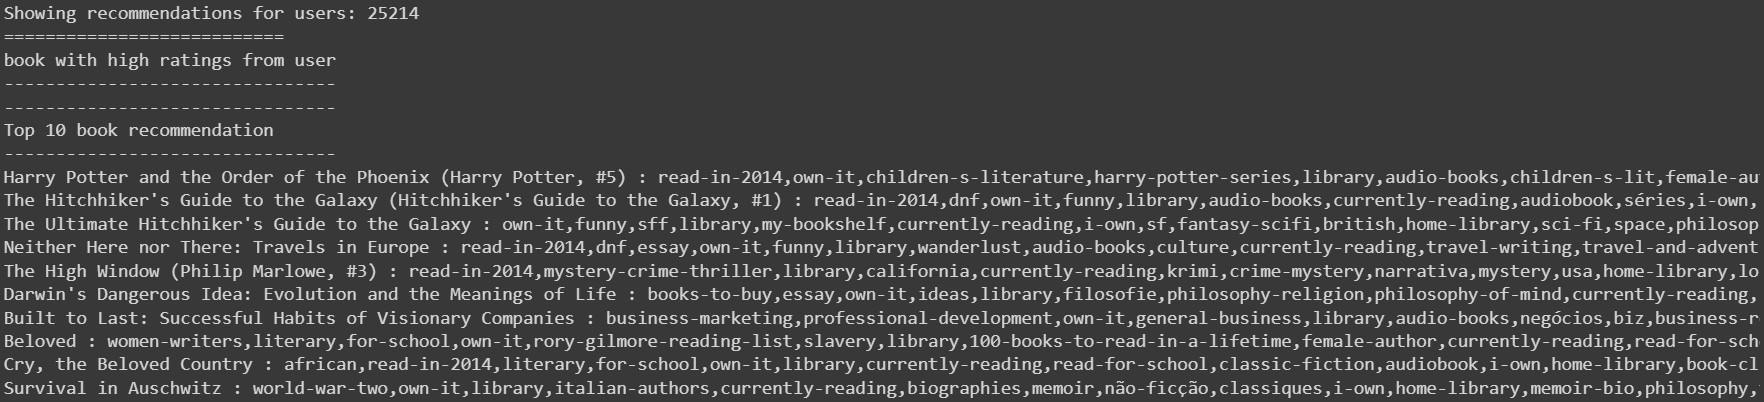 Showing recommendations for users: 25214
===========================
book with high ratings from user
--------------------------------
--------------------------------
Top 10 book recommendation
--------------------------------
Harry Potter and the Order of the Phoenix (Harry Potter, #5) : read-in-2014,own-it,children-s-literature,harry-potter-series,library,audio-books,children-s-lit,female-au
The Hitchhiker's Guide to the Galaxy (Hitchhiker's Guide to the Galaxy, #1) : read-in-2014,dnf,own-it,funny,library,audio-books,currently-reading,audiobook,séries,i-own,
The Ultimate Hitchhiker's Guide to the Galaxy : own-it,funny,sff,library,my-bookshelf,currently-reading,i-own,sf,fantasy-scifi,british,home-library,sci-fi,space,philosop
Neither Here nor There: Travels in Europe : read-in-2014,dnf,essay,own-it,funny,library,wanderlust,audio-books,culture,currently-reading,travel-writing,travel-and-advent
The High Window (Philip Marlowe, #3) : read-in-2014,mystery-crime-thriller,library,california,currently-reading,krimi,crime-mystery,narrativa,mystery,usa,home-library,lo
Darwin's Dangerous Idea: Evolution and the Meanings of Life : books-to-buy,essay,own-it,ideas,library,filosofie,philosophy-religion,philosophy-of-mind,currently-reading,
Built to Last: Successful Habits of Visionary Companies : business-marketing,professional-development,own-it,general-business,library,audio-books,negócios,biz,business-r
Beloved : women-writers,literary,for-school,own-it,rory-gilmore-reading-list,slavery,library,100-books-to-read-in-a-lifetime,female-author,currently-reading,read-for-sch
Cry, the Beloved Country : african,read-in-2014,literary,for-school,own-it,library,currently-reading,read-for-school,classic-fiction,audiobook,i-own,home-library,book-cl
Survival in Auschwitz : world-war-two,own-it,library,italian-authors,currently-reading,biographies,memoir,não-ficção,classiques,i-own,home-library,memoir-bio,philosophy,